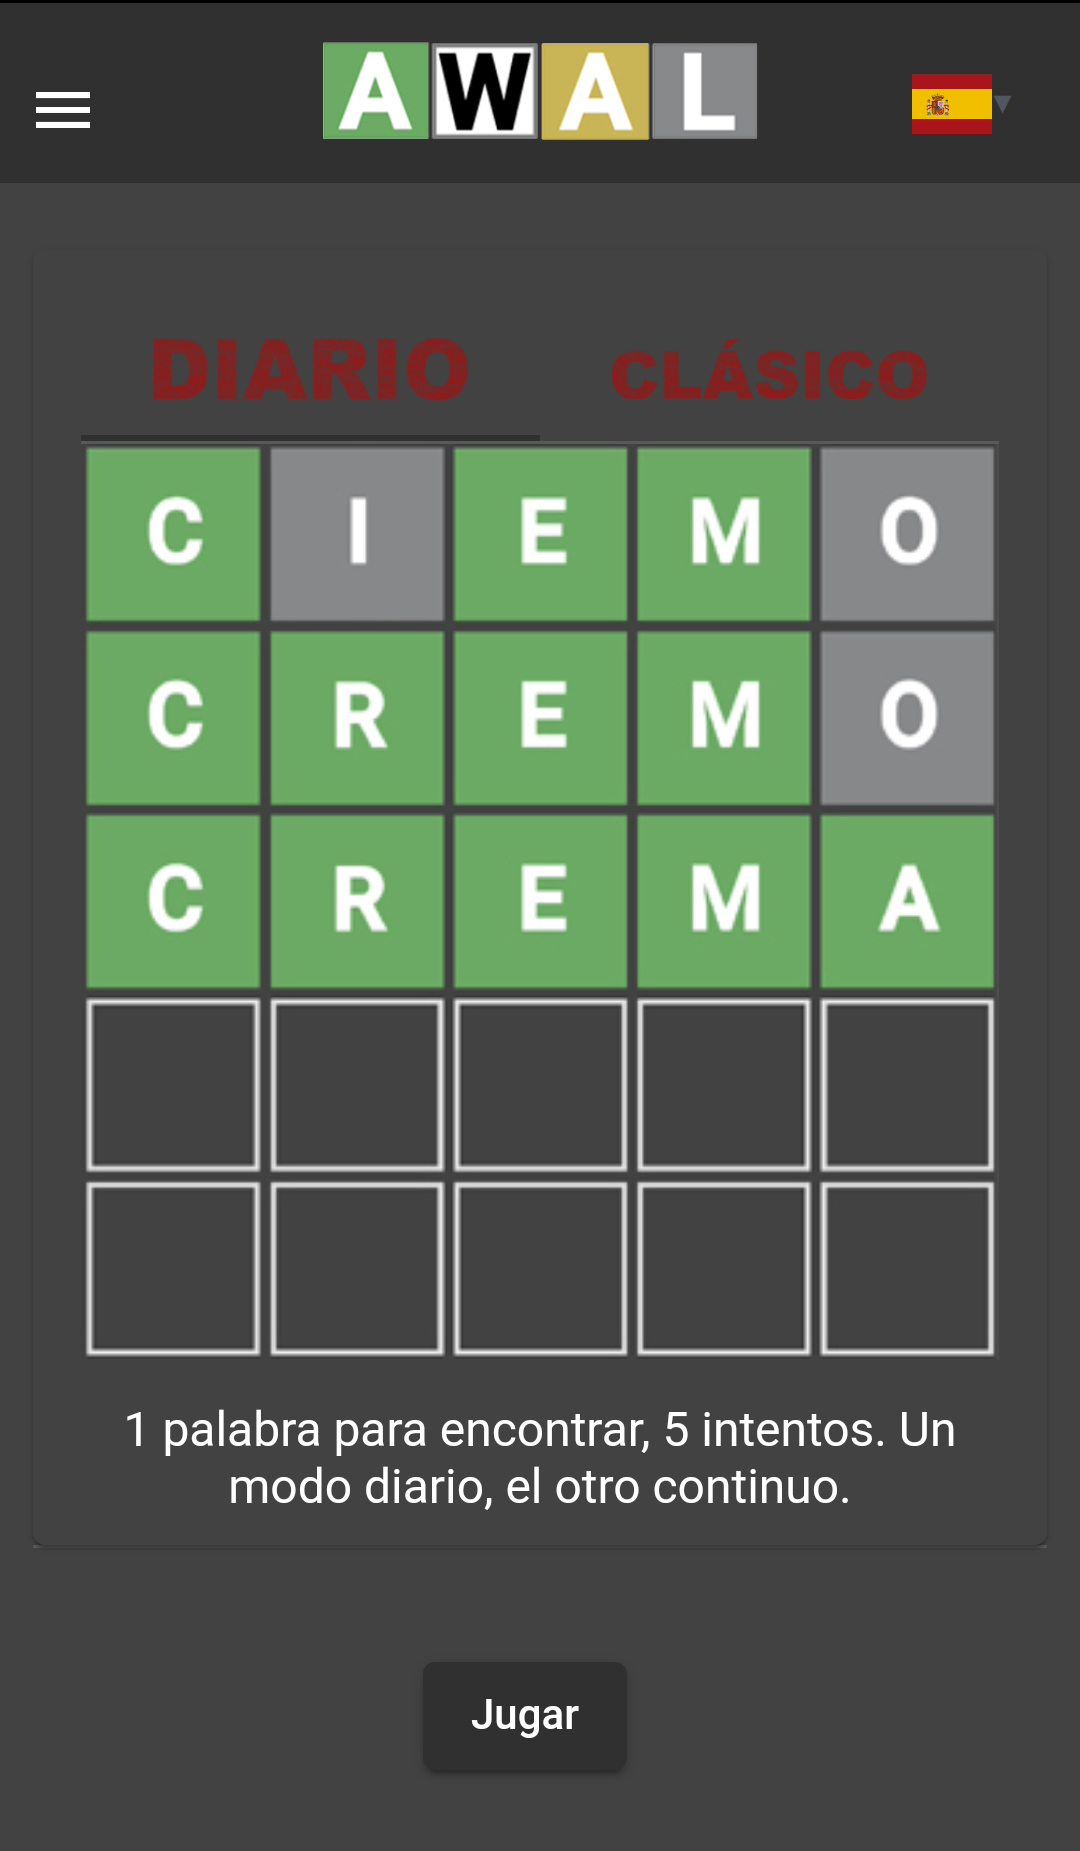 AWAL
DIARIO CLÁSICO
C I E M O
C R E M O
C R E M A
1 palabra para encontrar, 5 intentos. Un
modo diario, el otro continuo.
Jugar